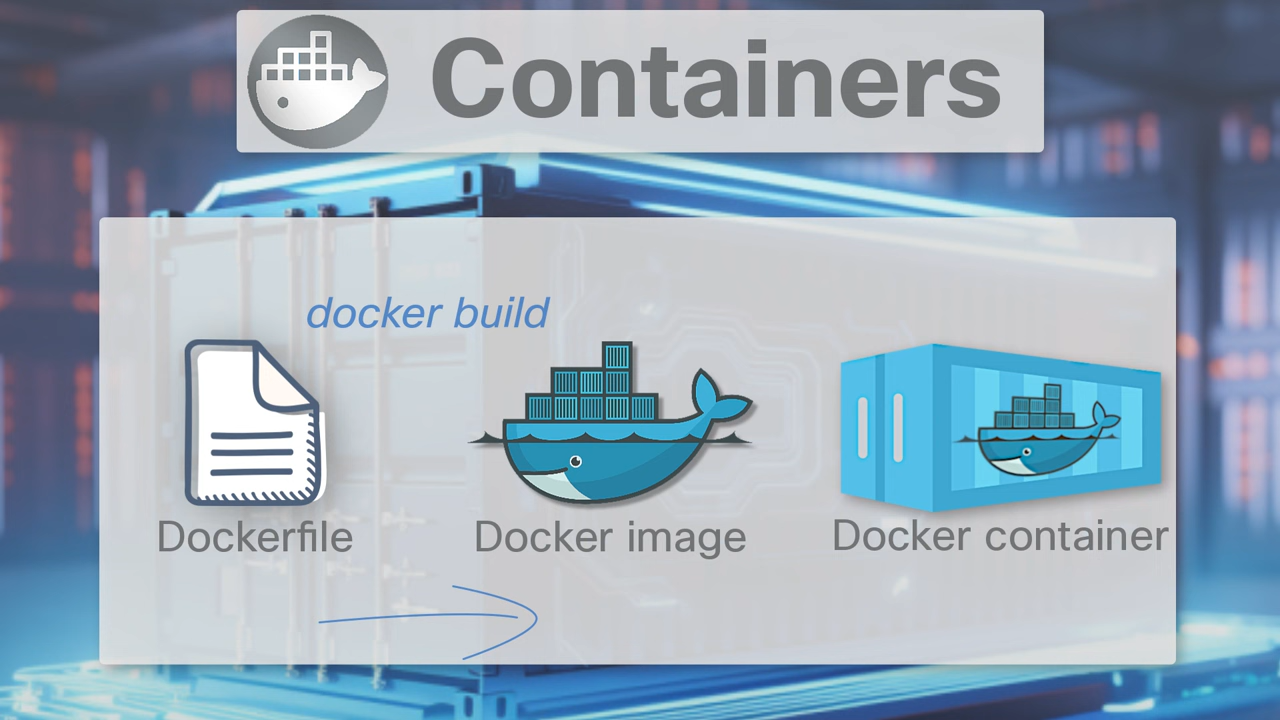 Containers
docker build
Dockerfile
Docker image
Docker container